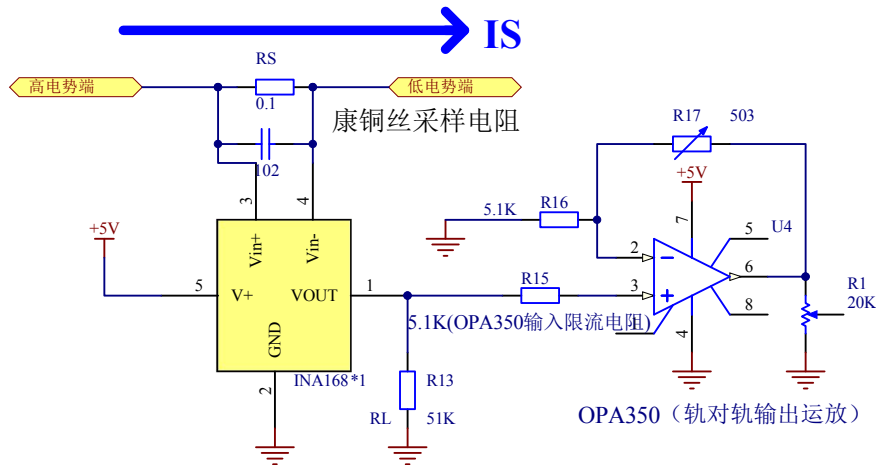 IS
RS
高电势端
低电势端
0.1
康铜丝采样电阻
102
R17
503
3
4
+5V
+5V
Vin+
Vin-
5.1K
R16
7
5
U4
2
5
V+
VOUT
1
R15
3
6
R1
20K
5.1K(OPA350输入限流电阻)
1
8
GND
4
2
INA168*1
R13
RL
51K
OPA350（轨对轨输出运放）